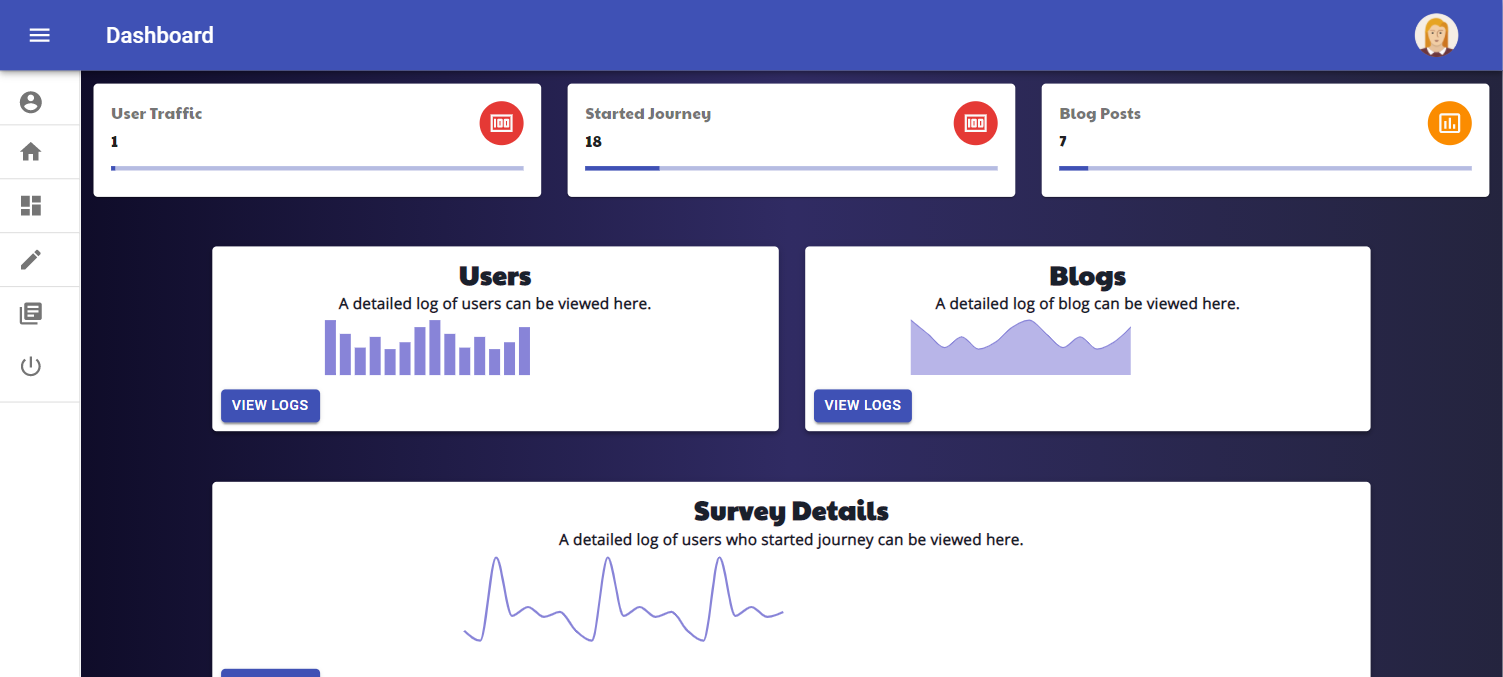 Dashboard
User Traffic
1
Started Journey
18
Blog Posts
7
Users
A detailed log of users can be viewed here.
VIEW LOGS
Blogs
A detailed log of blog can be viewed here.
VIEW LOGS
Survey Details
A detailed log of users who started journey can be viewed here.